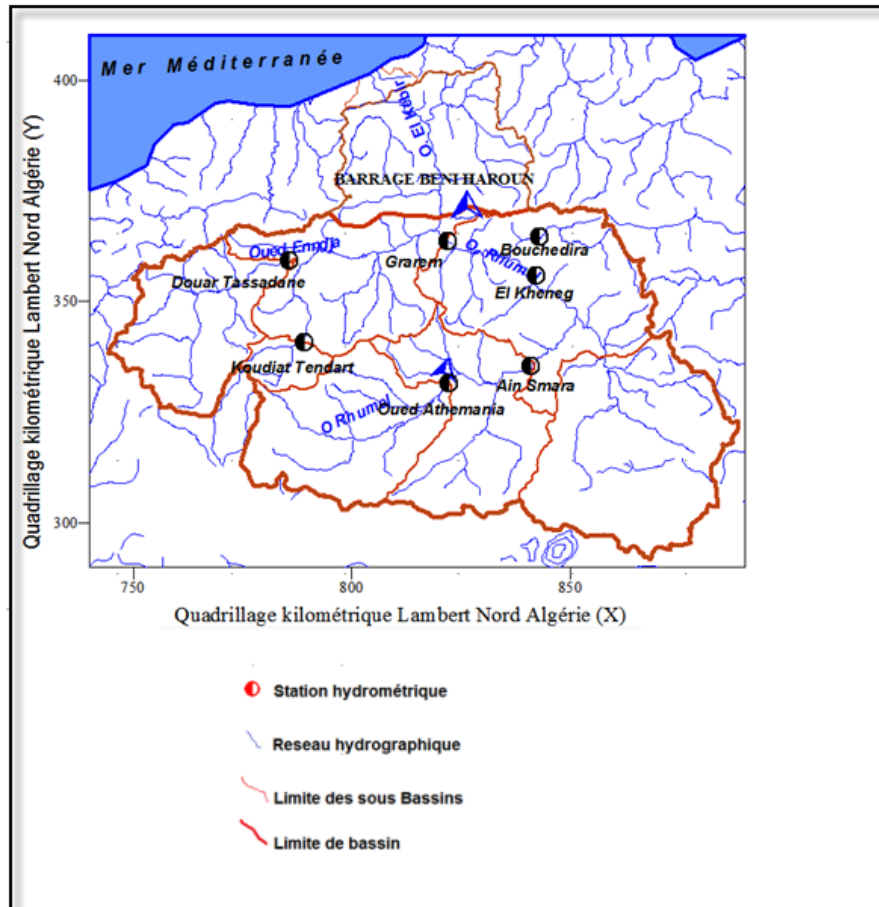 Mer Méditerranée
400
O. El Kébir
BARRAGE BENI HAROUN
Oued Enndja
Grarem
O. Rhumel
Bouchedira
Douar Tassadane
El Kheneg
350
Koudiat Tendart
Ain Smara
Oued Athemania
O Rhumel
300
750
800
850
Quadrillage kilométrique Lambert Nord Algérie (Y)
Quadrillage kilométrique Lambert Nord Algérie (X)
Station hydrométrique
Reseau hydrographique
Limite des sous Bassins
Limite de bassin